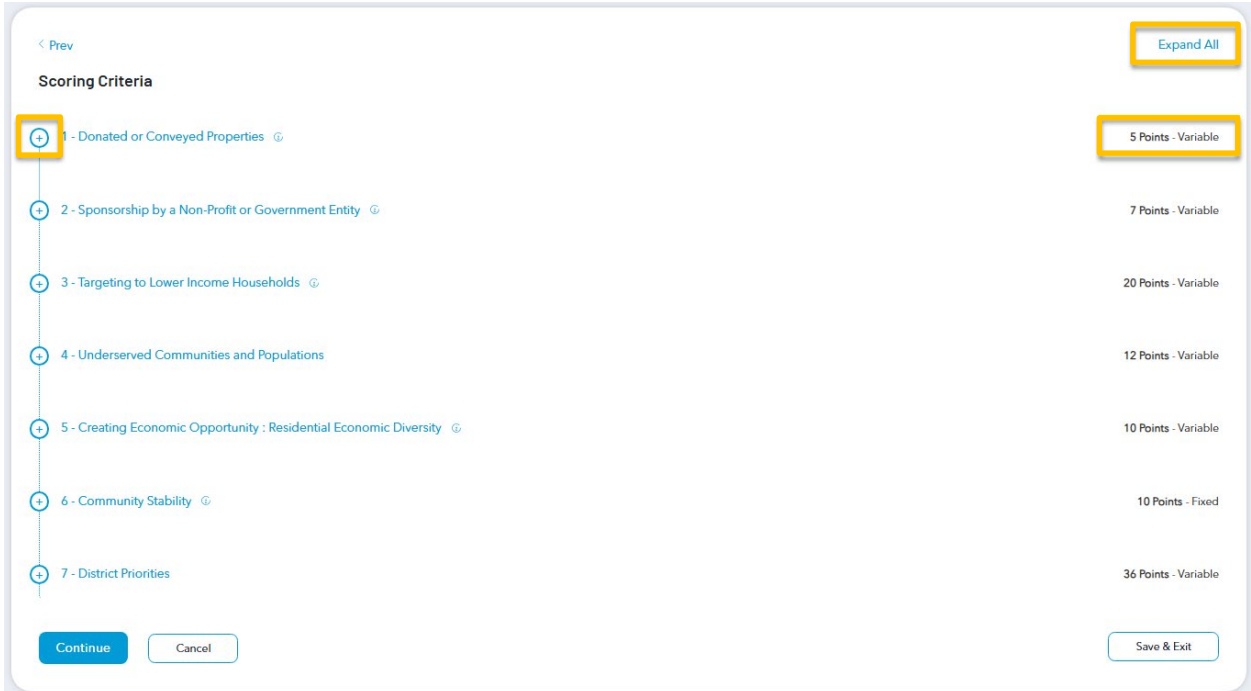 < Prev
Expand All
Scoring Criteria
1 - Donated or Conveyed Properties
5 Points - Variable
2 - Sponsorship by a Non-Profit or Government Entity
7 Points - Variable
3 - Targeting to Lower Income Households
20 Points - Variable
4 - Underserved Communities and Populations
12 Points - Variable
5 - Creating Economic Opportunity : Residential Economic Diversity
10 Points - Variable
6 - Community Stability
10 Points - Fixed
7 - District Priorities
36 Points - Variable
Continue
Cancel
Save & Exit